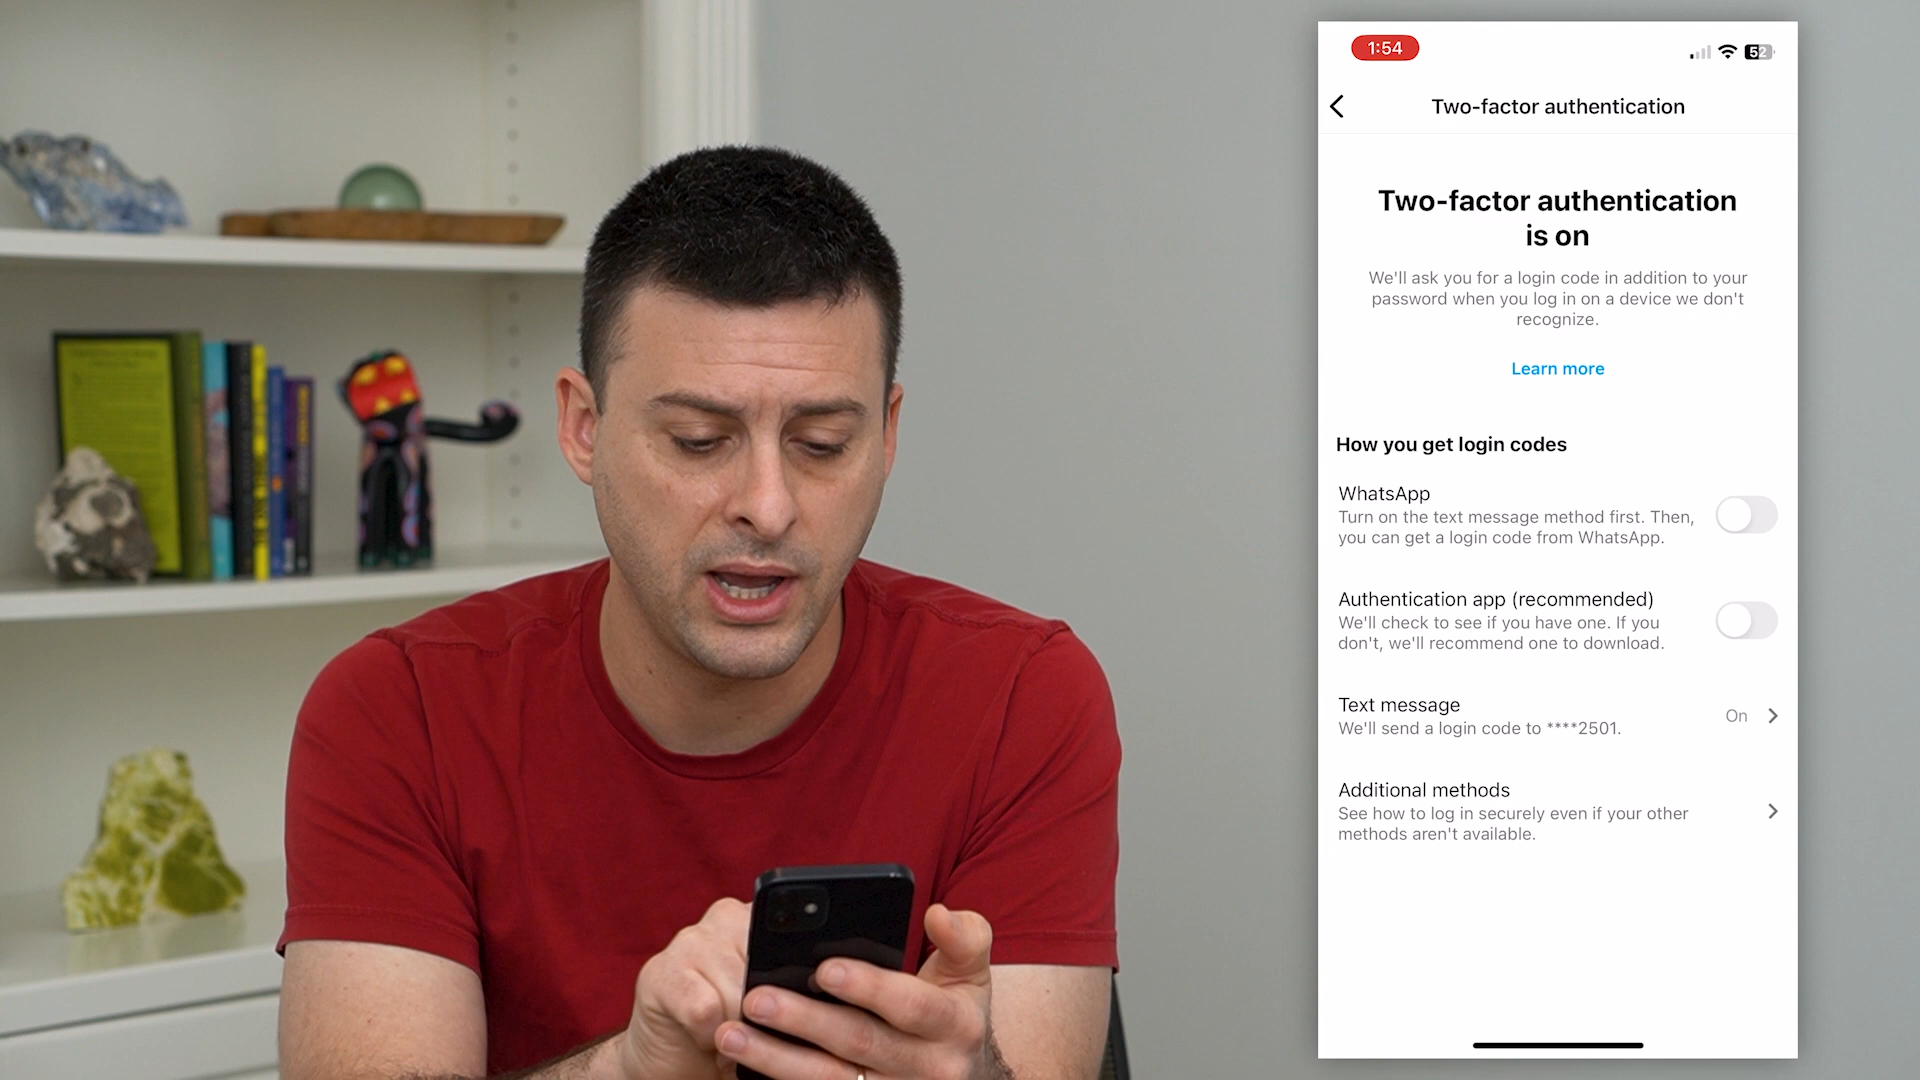 1:54
52
Two-factor authentication
Two-factor authentication
is on
We'll ask you for a login code in addition to your
password when you log in on a device we don't
recognize.
Learn more
How you get login codes
WhatsApp
Turn on the text message method first. Then,
you can get a login code from WhatsApp.
Authentication app (recommended)
We'll check to see if you have one. If you
don't, we'll recommend one to download.
Text message
We'll send a login code to ****2501.
On
Additional methods
See how to log in securely even if your other
methods aren't available.